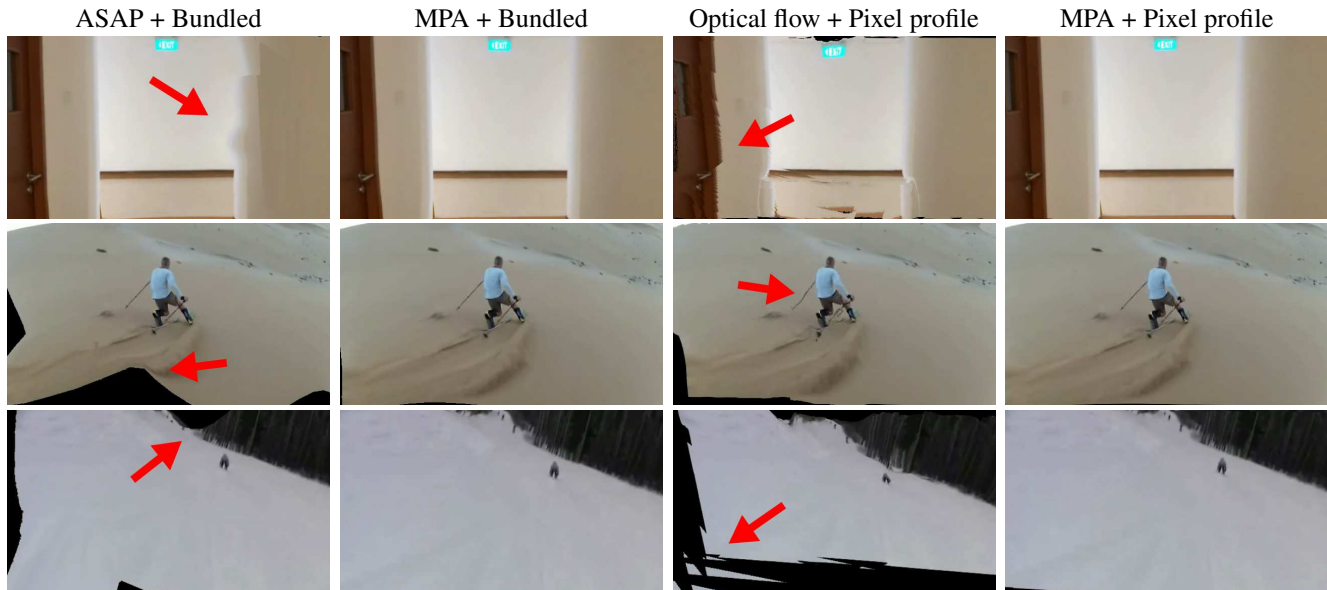 ASAP + Bundled
MPA + Bundled
Optical flow + Pixel profile
MPA + Pixel profile
EXIT
EXIT
EXIT
EXIT